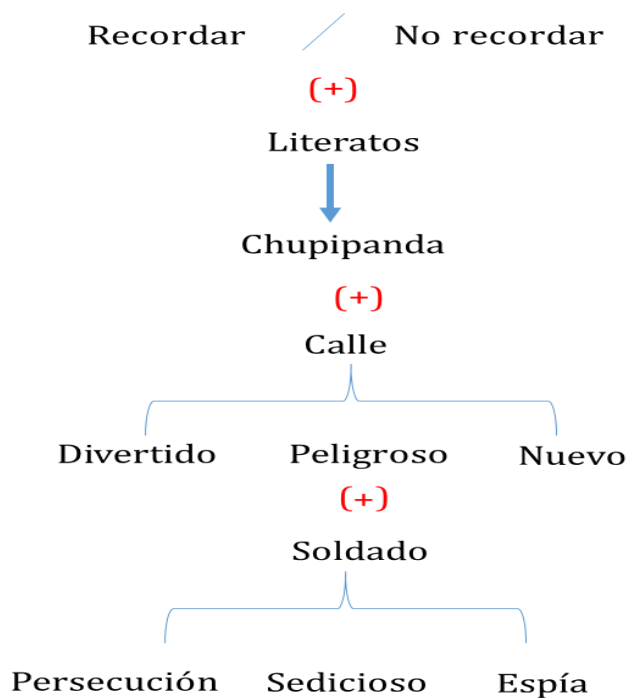 Recordar / No recordar
(+)
Literatos
Chupipanda
(+)
Calle
Divertido Peligroso Nuevo
(+)
Soldado
Persecución Sedicioso Espía